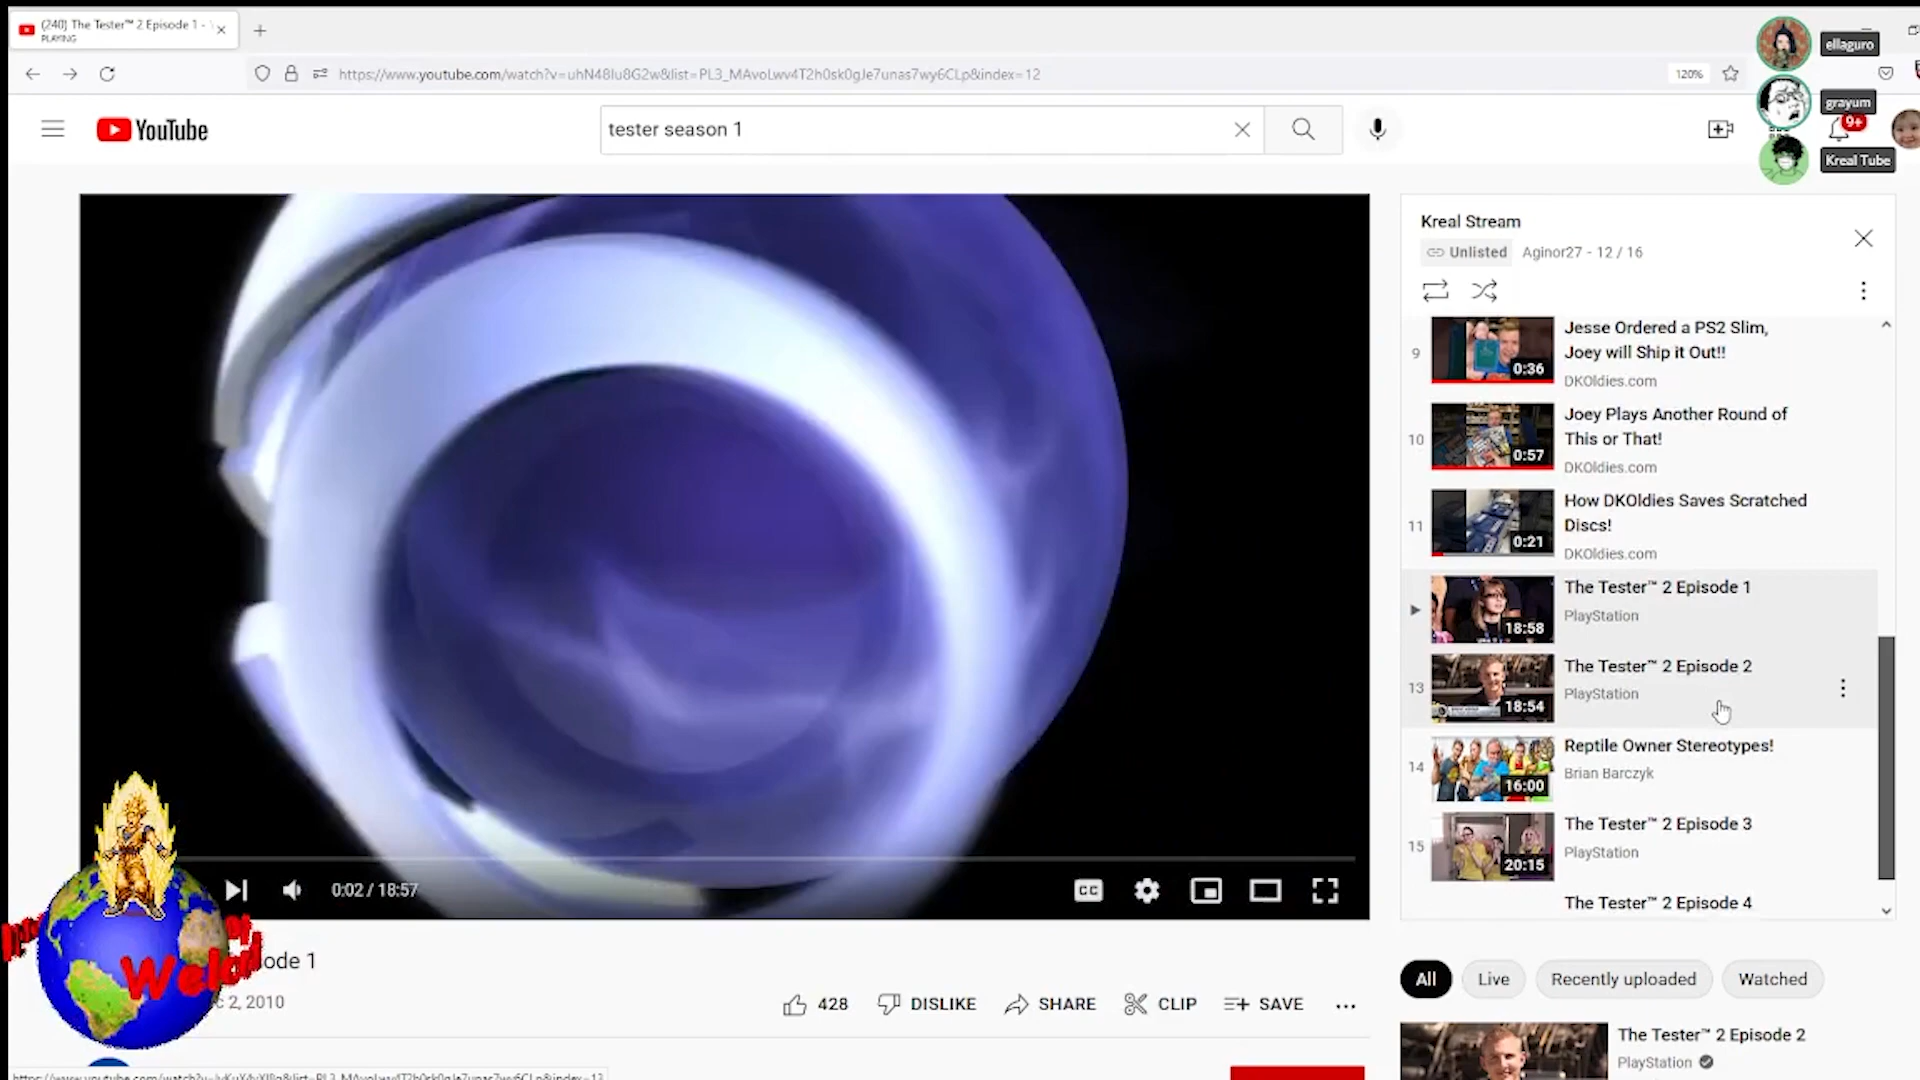 (240) The Tester™ 2 Episode 1 -
PLAYING
https://www.youtube.com/watch?v=uhN48Iu8G2w&list=PL3_MAvoLwv4T2h0sk0gJe7unas7wy6CLp&index=12
120%
ellaguro
grayum
9+
Kreal Tube
YouTube
tester season 1
Kreal Stream
Unlisted
Aginor27 - 12 / 16
9
0:36
Jesse Ordered a PS2 Slim,
Joey will Ship it Out!!
DKOldies.com
10
0:57
Joey Plays Another Round of
This or That!
DKOldies.com
11
0:21
How DKOldies Saves Scratched
Discs!
DKOldies.com
18:58
The Tester™ 2 Episode 1
PlayStation
13
18:54
The Tester™ 2 Episode 2
PlayStation
14
16:00
Reptile Owner Stereotypes!
Brian Barczyk
15
20:15
The Tester™ 2 Episode 3
PlayStation
The Tester™ 2 Episode 4
0:02 / 18:57
CC
ode 1
2, 2010
428
DISLIKE
SHARE
CLIP
SAVE
All
Live
Recently uploaded
Watched
The Tester™ 2 Episode 2
PlayStation